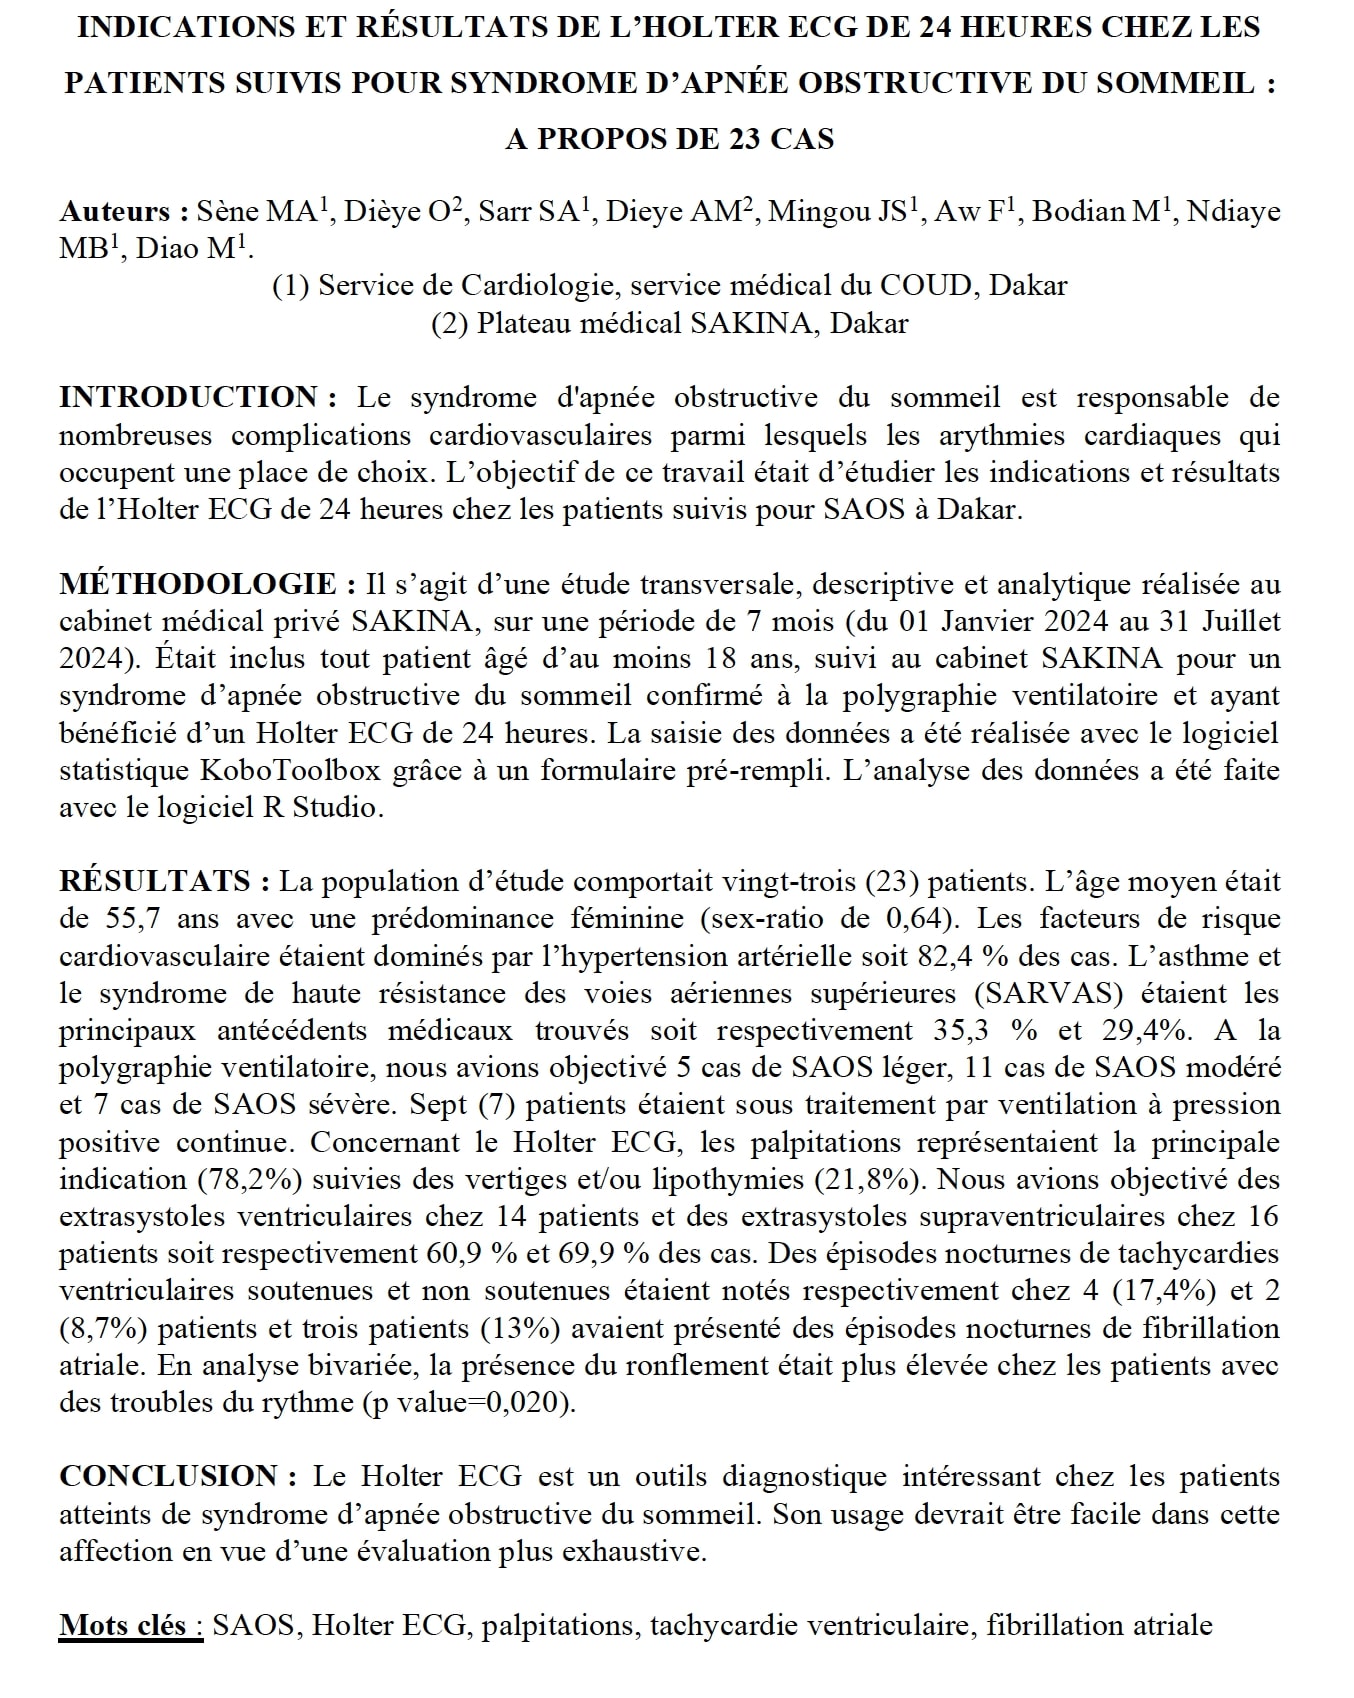 INDICATIONS ET RÉSULTATS DE L’HOLTER ECG DE 24 HEURES CHEZ LES
PATIENTS SUIVIS POUR SYNDROME D’APNÉE OBSTRUCTIVE DU SOMMEIL :
A PROPOS DE 23 CAS
Auteurs : Sène MA¹, Dièye O², Sarr SA¹, Dieye AM², Mingou JS¹, Aw F¹, Bodian M¹, Ndiaye
MB¹, Diao M¹.
(1) Service de Cardiologie, service médical du COUD, Dakar
(2) Plateau médical SAKINA, Dakar
INTRODUCTION : Le syndrome d'apnée obstructive du sommeil est responsable de
nombreuses complications cardiovasculaires parmi lesquels les arythmies cardiaques qui
occupent une place de choix. L’objectif de ce travail était d’étudier les indications et résultats
de l’Holter ECG de 24 heures chez les patients suivis pour SAOS à Dakar.
MÉTHODOLOGIE : Il s’agit d’une étude transversale, descriptive et analytique réalisée au
cabinet médical privé SAKINA, sur une période de 7 mois (du 01 Janvier 2024 au 31 Juillet
2024). Était inclus tout patient âgé d’au moins 18 ans, suivi au cabinet SAKINA pour un
syndrome d’apnée obstructive du sommeil confirmé à la polygraphie ventilatoire et ayant
bénéficié d’un Holter ECG de 24 heures. La saisie des données a été réalisée avec le logiciel
statistique KoboToolbox grâce à un formulaire pré-rempli. L’analyse des données a été faite
avec le logiciel R Studio.
RÉSULTATS : La population d’étude comportait vingt-trois (23) patients. L’âge moyen était
de 55,7 ans avec une prédominance féminine (sex-ratio de 0,64). Les facteurs de risque
cardiovasculaire étaient dominés par l’hypertension artérielle soit 82,4 % des cas. L’asthme et
le syndrome de haute résistance des voies aériennes supérieures (SARVAS) étaient les
principaux antécédents médicaux trouvés soit respectivement 35,3 % et 29,4%. A la
polygraphie ventilatoire, nous avions objectivé 5 cas de SAOS léger, 11 cas de SAOS modéré
et 7 cas de SAOS sévère. Sept (7) patients étaient sous traitement par ventilation à pression
positive continue. Concernant le Holter ECG, les palpitations représentaient la principale
indication (78,2%) suivies des vertiges et/ou lipothymies (21,8%). Nous avions objectivé des
extrasystoles ventriculaires chez 14 patients et des extrasystoles supraventriculaires chez 16
patients soit respectivement 60,9 % et 69,9 % des cas. Des épisodes nocturnes de tachycardies
ventriculaires soutenues et non soutenues étaient notés respectivement chez 4 (17,4%) et 2
(8,7%) patients et trois patients (13%) avaient présenté des épisodes nocturnes de fibrillation
atriale. En analyse bivariée, la présence du ronflement était plus élevée chez les patients avec
des troubles du rythme (p value=0,020).
CONCLUSION : Le Holter ECG est un outils diagnostique intéressant chez les patients
atteints de syndrome d’apnée obstructive du sommeil. Son usage devrait être facile dans cette
affection en vue d’une évaluation plus exhaustive.
Mots clés : SAOS, Holter ECG, palpitations, tachycardie ventriculaire, fibrillation atriale